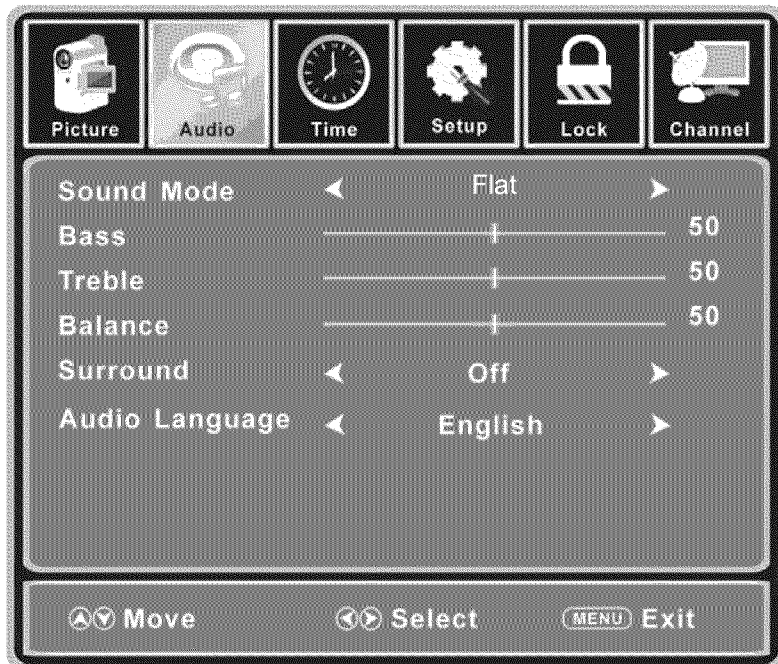 Picture Audio Time Setup Lock Channel
Sound Mode Flat
Bass 50
Treble 50
Balance 50
Surround Off
Audio Language English
Move Select MENU Exit